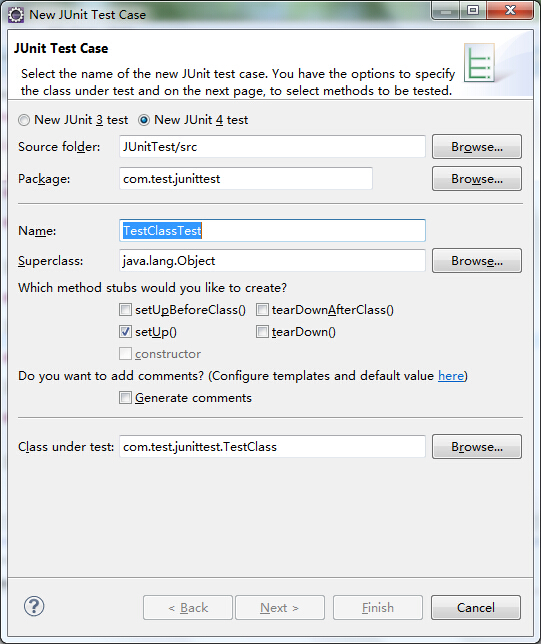 New JUnit Test Case
JUnit Test Case
Select the name of the new JUnit test case. You have the options to specify
the class under test and on the next page, to select methods to be tested.
New JUnit 3 test New JUnit 4 test
Source folder: JUnitTest/src Browse...
Package: com.test.junittest Browse...
Name: TestClassTest
Superclass: java.lang.Object Browse...
Which method stubs would you like to create?
setUpBeforeClass() tearDownAfterClass()
setUp() tearDown()
constructor
Do you want to add comments? (Configure templates and default value here)
Generate comments
Class under test: com.test.junittest.TestClass Browse...
? < Back Next > Finish Cancel